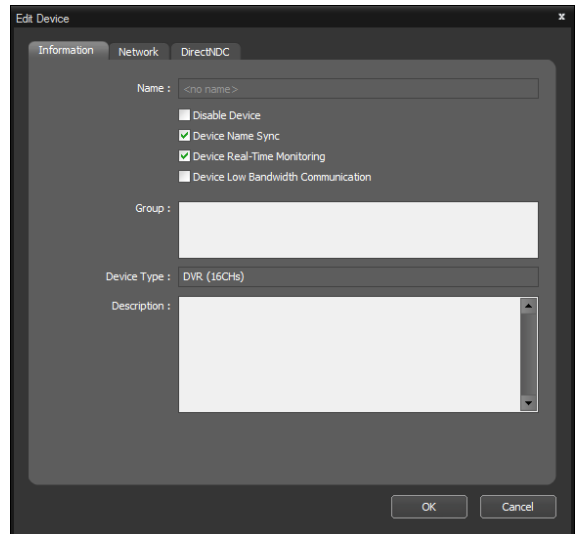 Edit Device x
Information Network DirectNDC
Name : <no name>
Disable Device
Device Name Sync
Device Real-Time Monitoring
Device Low Bandwidth Communication
Group :
Device Type : DVR (16CHs)
Description :
OK Cancel